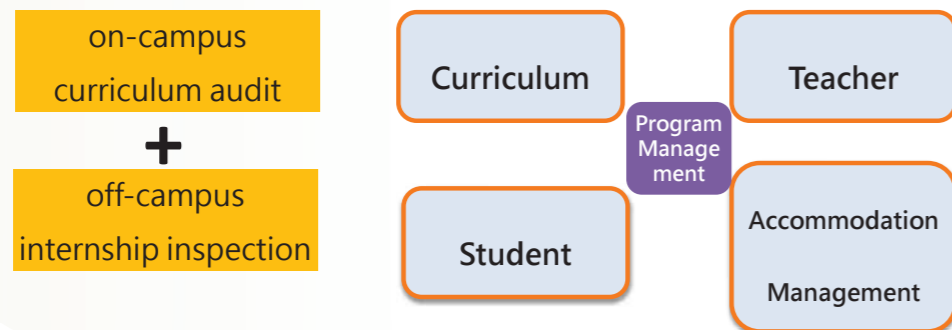 on-campus
curriculum audit
+
off-campus
internship inspection
Curriculum
Teacher
Program
Manage
ment
Student
Accommodation
Management